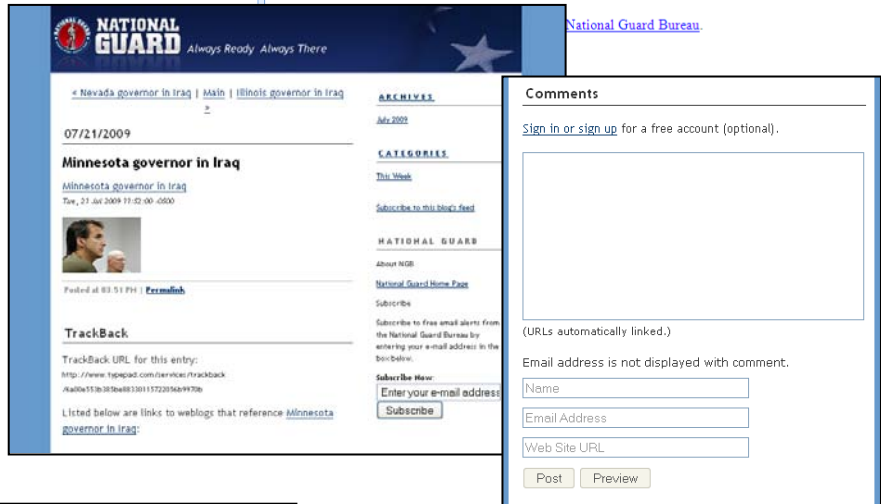 National Guard Bureau.
NATIONAL
GUARD Always Ready Always There
< Nevada governor in Iraq | Main | Illinois governor in Iraq
>
07/21/2009
Minnesota governor in Iraq
Minnesota governor in Iraq
Tue, 21 Jul 2009 11:52:00 -0500
Posted at 03:51 PM | Permalink
TrackBack
TrackBack URL for this entry:
http://www.typepad.com/services/trackback
Listed below are links to weblogs that reference Minnesota
governor in Iraq:
ARCHIVES
July 2009
CATEGORIES
This Week
Subscribe to this blog's feed
NATIONAL GUARD
About NGB
National Guard Home Page
Subscribe
Subscribe to free email alerts from
the National Guard Bureau by
entering your e-mail address in the
box below.
Subscribe Now:
Enter your e-mail address
Subscribe
Comments
Sign in or sign up for a free account (optional).
(URLs automatically linked.)
Email address is not displayed with comment.
Name
Email Address
Web Site URL
Post Preview